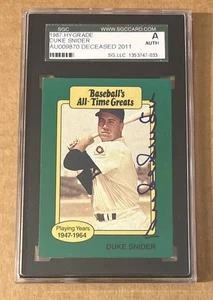 SGC
WWW.SGCCARD.COM
1987 HYGRADE
DUKE SNIDER
AU009870 DECEASED 2011
A
AUTH
SG, LLC 1353747-033
Baseball's
All-Time Greats
Playing Years
1947-1964
DUKE SNIDER